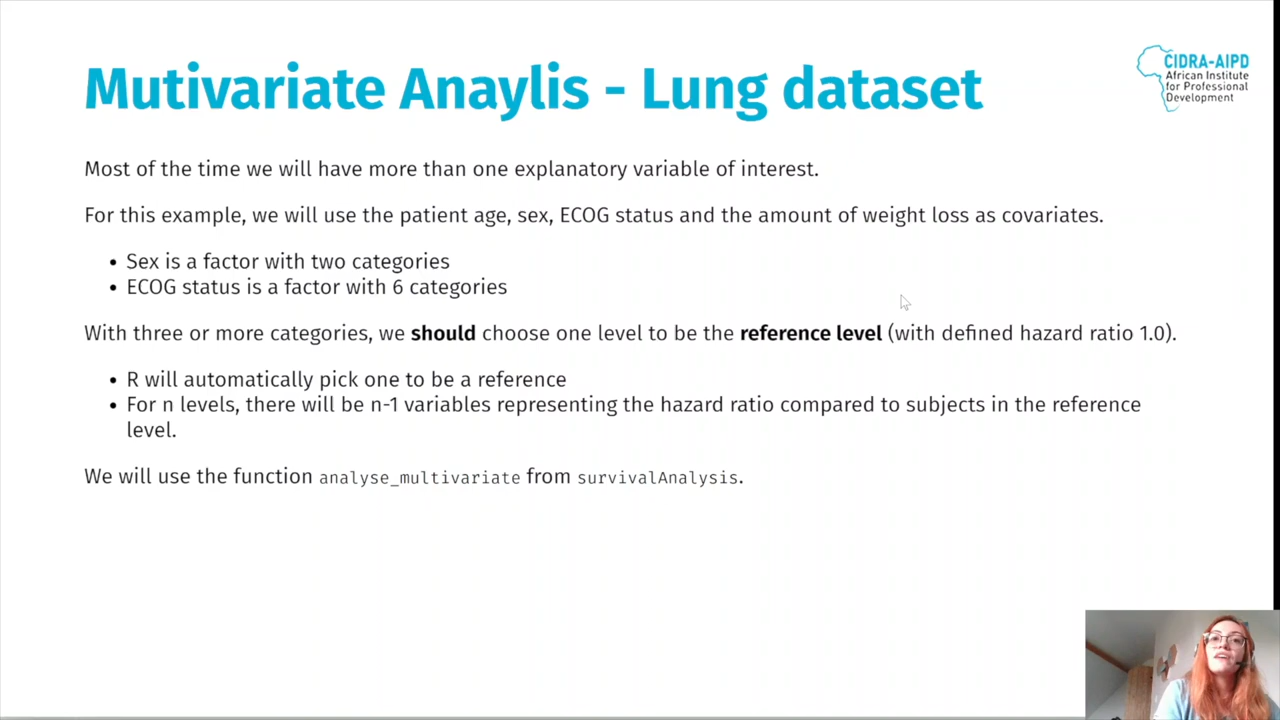 Mutivariate Anaylis - Lung dataset
CIDRA-AIPD
African Institute
for Professional
Development
Most of the time we will have more than one explanatory variable of interest.
For this example, we will use the patient age, sex, ECOG status and the amount of weight loss as covariates.
• Sex is a factor with two categories
• ECOG status is a factor with 6 categories
With three or more categories, we should choose one level to be the reference level (with defined hazard ratio 1.0).
• R will automatically pick one to be a reference
• For n levels, there will be n-1 variables representing the hazard ratio compared to subjects in the reference
level.
We will use the function analyse_multivariate from survivalAnalysis.